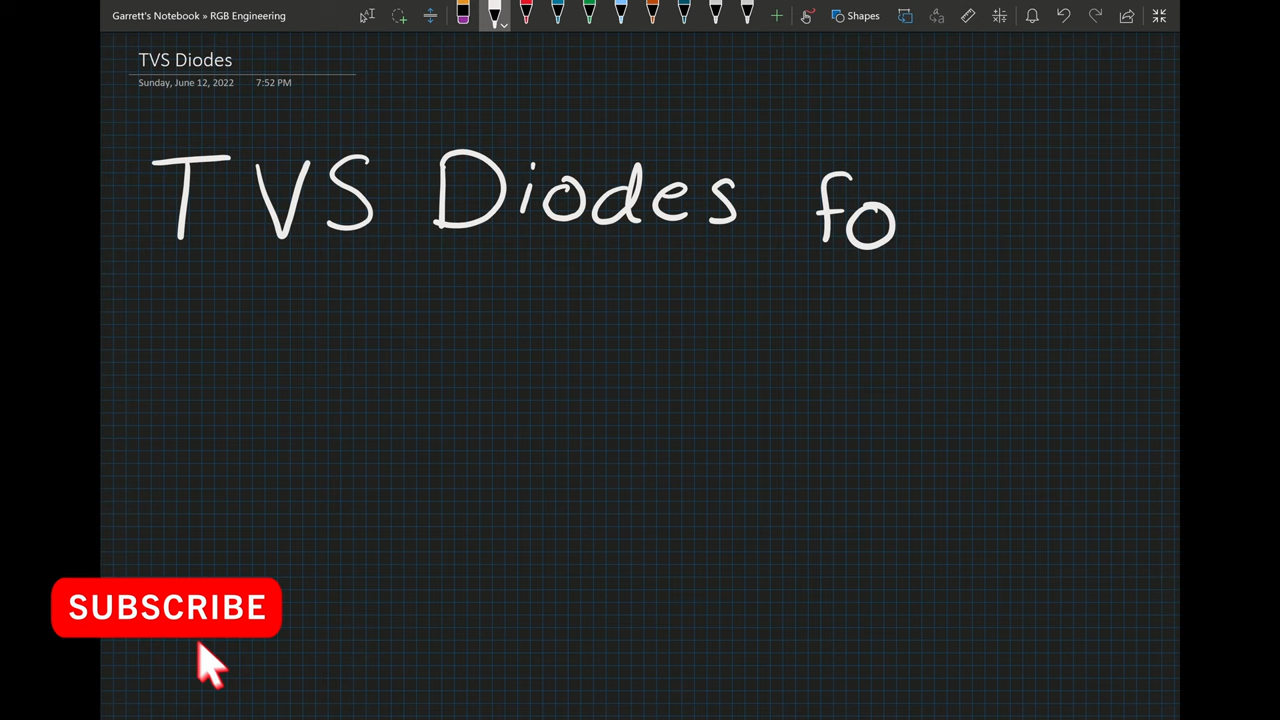 Garrett's Notebook » RGB Engineering
Shapes
TVS Diodes
Sunday, June 12, 2022 7:52 PM
TVS Diodes fo
SUBSCRIBE